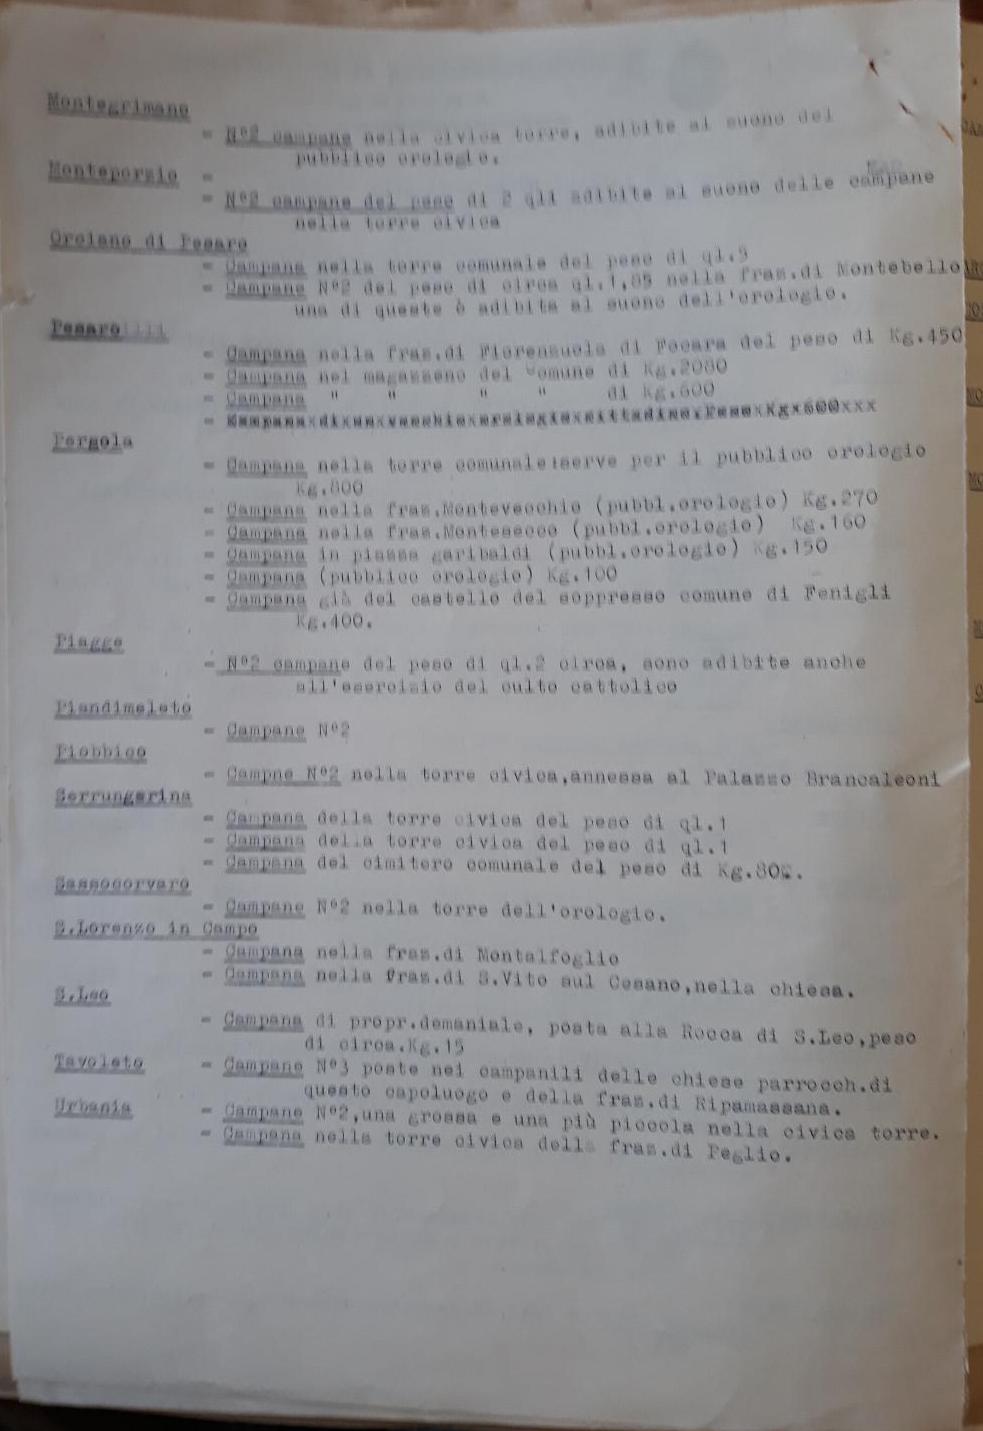 Montegrimano
= N°2 campane nella civica torre, adibite al suono del
pubblico orologio.
Monteporzio =
= N°2 campane del peso di 2 qli adibite al suono delle campane
nella torre civica
Orciano di Pesaro
= Campana nella torre comunale del peso di ql.9
= Campane N°2 del peso di circa ql.1,85 nella fraz.di Montebello
una di queste è adibita al suono dell'orologio.
Pesaro
= Campana nella fraz.di Fiorenzuola di Focara del peso di Kg.450
= Campana nel magazzeno del Comune di Kg.2080
= Campana " " " " di Kg.600
=
Pergola
= Campana nella torre comunale:serve per il pubblico orologio
Kg.800
= Campana nella fraz.Montevecchio (pubbl.orologio) Kg.270
= Campana nella fraz.Montesecco (pubbl.orologio) Kg.160
= Campana in piazza garibaldi (pubbl.orologio) Kg.150
= Campana (pubblico orologio) Kg.100
= Campana già del castello del soppresso comune di Fenigli
Kg.400.
Piagge
= N°2 campane del peso di ql.2 circa, sono adibite anche
all'esercizio del culto cattolico
Piandimeleto
= Campane N°2
Piobbico
= Campne N°2 nella torre civica,annessa al Palazzo Brancaleoni
Serrungarina
= Campana della torre civica del peso di ql.1
= Campana della torre civica del peso di ql.1
= Campana del cimitero comunale del peso di Kg.80.
Sassocorvaro
= Campane N°2 nella torre dell'orologio.
S.Lorenzo in Campo
= Campana nella fraz.di Montalfoglio
= Campana nella fraz.di S.Vito sul Cesano,nella chiesa.
S.Leo
= Campana di propr.demaniale, posta alla Rocca di S.Leo,peso
di circa.Kg.15
Tavoleto = Campane N°3 poste nei campanili delle chiese parrocch.di
questo capoluogo e della fraz.di Ripamassana.
Urbania = Campane N°2,una grossa e una più piccola nella civica torre.
= Campana nella torre civica della fraz.di Peglio.